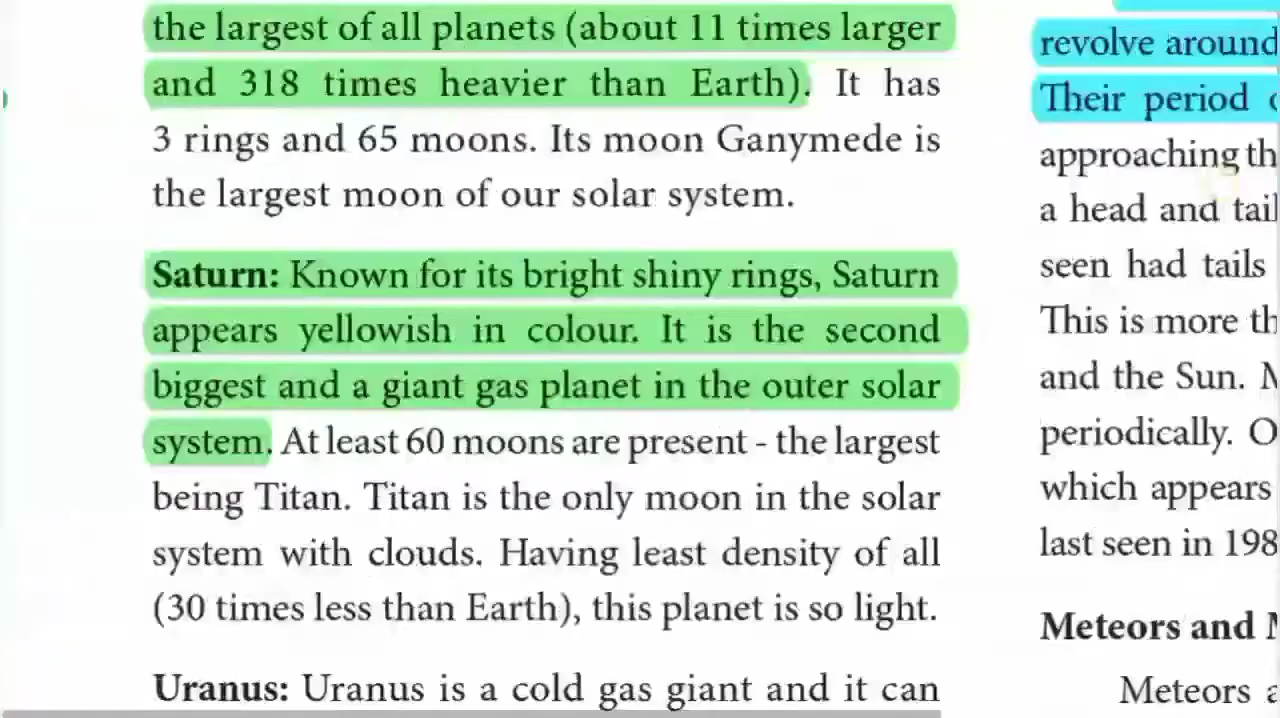 the largest of all planets (about 11 times larger
and 318 times heavier than Earth). It has
3 rings and 65 moons. Its moon Ganymede is
the largest moon of our solar system.
Saturn: Known for its bright shiny rings, Saturn
appears yellowish in colour. It is the second
biggest and a giant gas planet in the outer solar
system. At least 60 moons are present - the largest
being Titan. Titan is the only moon in the solar
system with clouds. Having least density of all
(30 times less than Earth), this planet is so light.
Uranus: Uranus is a cold gas giant and it can
revolve around
Their period
approaching
a head and
seen had tails
This is more
and the Sun.
periodically.
which appears
last seen in 198
Meteors and
Meteors